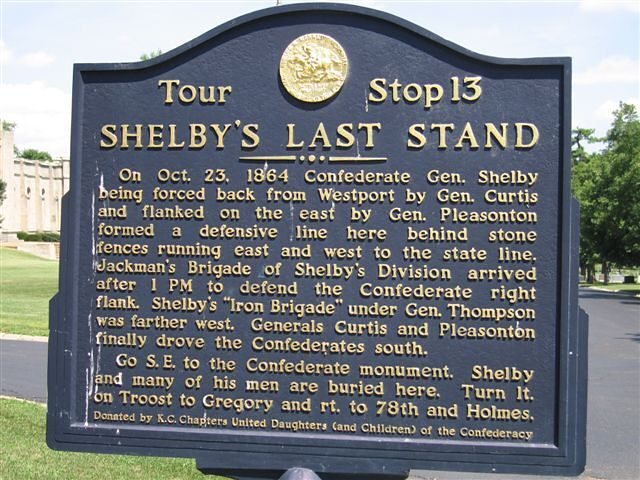 Tour Stop 13
SHELBY'S LAST STAND
On Oct. 23, 1864 Confederate Gen. Shelby
being forced back from Westport by Gen. Curtis
and flanked on the east by Gen. Pleasonton
formed a defensive line here behind stone
fences running east and west to the state line.
Jackman's Brigade of Shelby's Division arrived
after 1 PM to defend the Confederate right
flank. Shelby's "Iron Brigade" under Gen. Thompson
was farther west. Generals Curtis and Pleasonton
finally drove the Confederates south.
Go S.E. to the Confederate monument. Shelby
and many of his men are buried here. Turn lt.
on Troost to Gregory and rt. to 78th and Holmes.
Donated by K.C. Chapters United Daughters (and Children) of the Confederacy